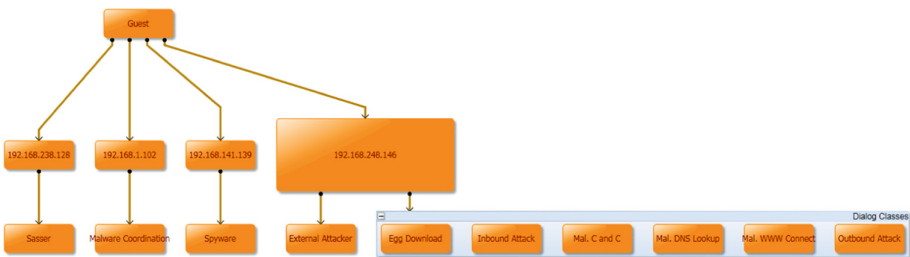 Guest
192.168.238.128
192.168.1.102
192.168.141.139
192.168.248.146
Dialog Classes
Sasser
Malware Coordination
Spyware
External Attacker
Egg Download
Inbound Attack
Mal. C and C
Mal. DNS Lookup
Mal. WWW Connect
Outbound Attack